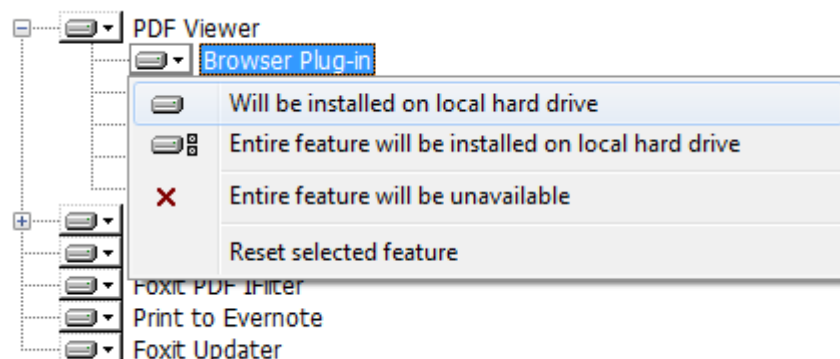 PDF Viewer
Browser Plug-in
Will be installed on local hard drive
Entire feature will be installed on local hard drive
Entire feature will be unavailable
Reset selected feature
Foxit PDF IFilter
Print to Evernote
Foxit Updater